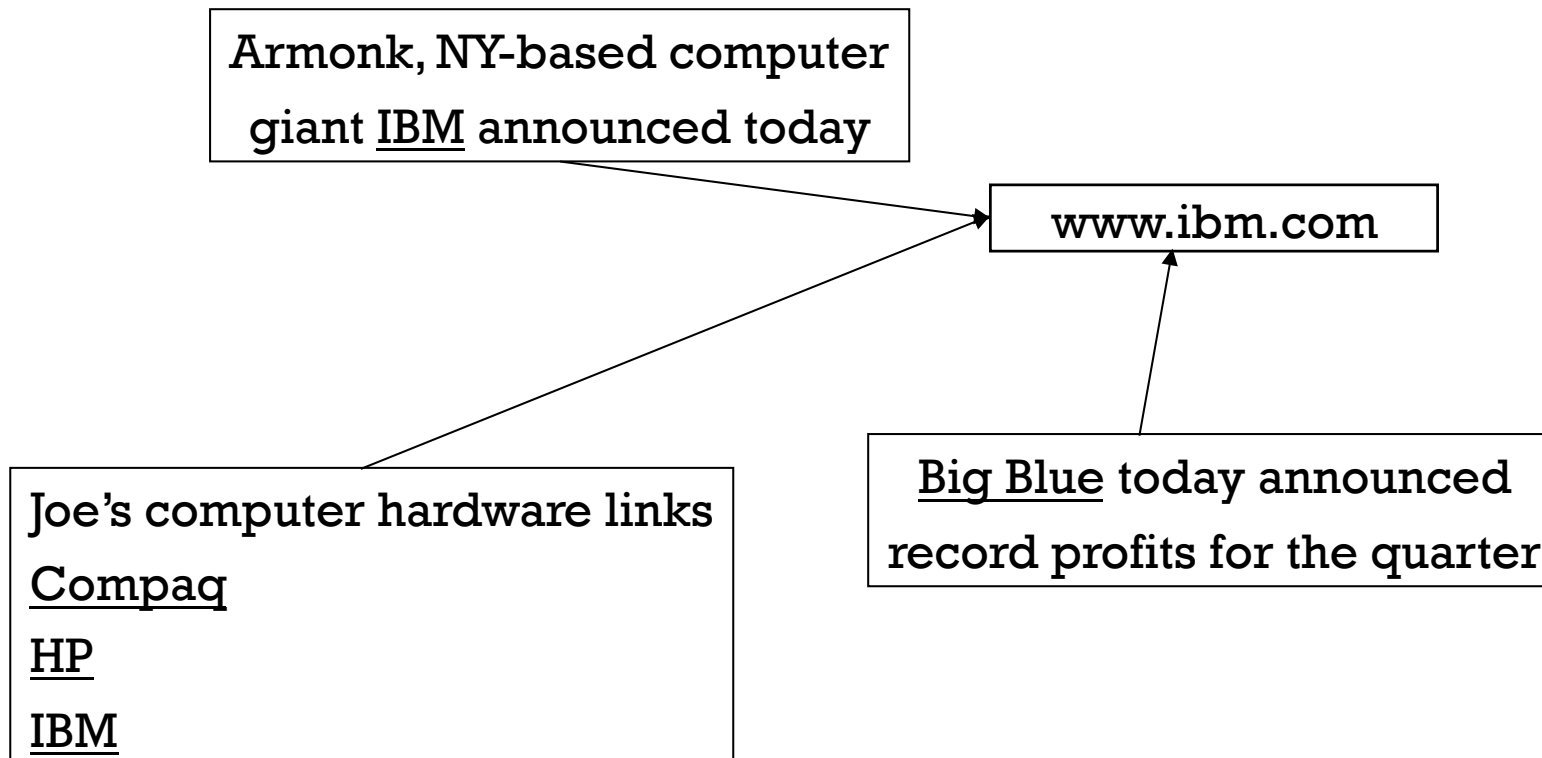 Armonk, NY-based computer
giant IBM announced today
www.ibm.com
Joe’s computer hardware links
Compaq
HP
IBM
Big Blue today announced
record profits for the quarter